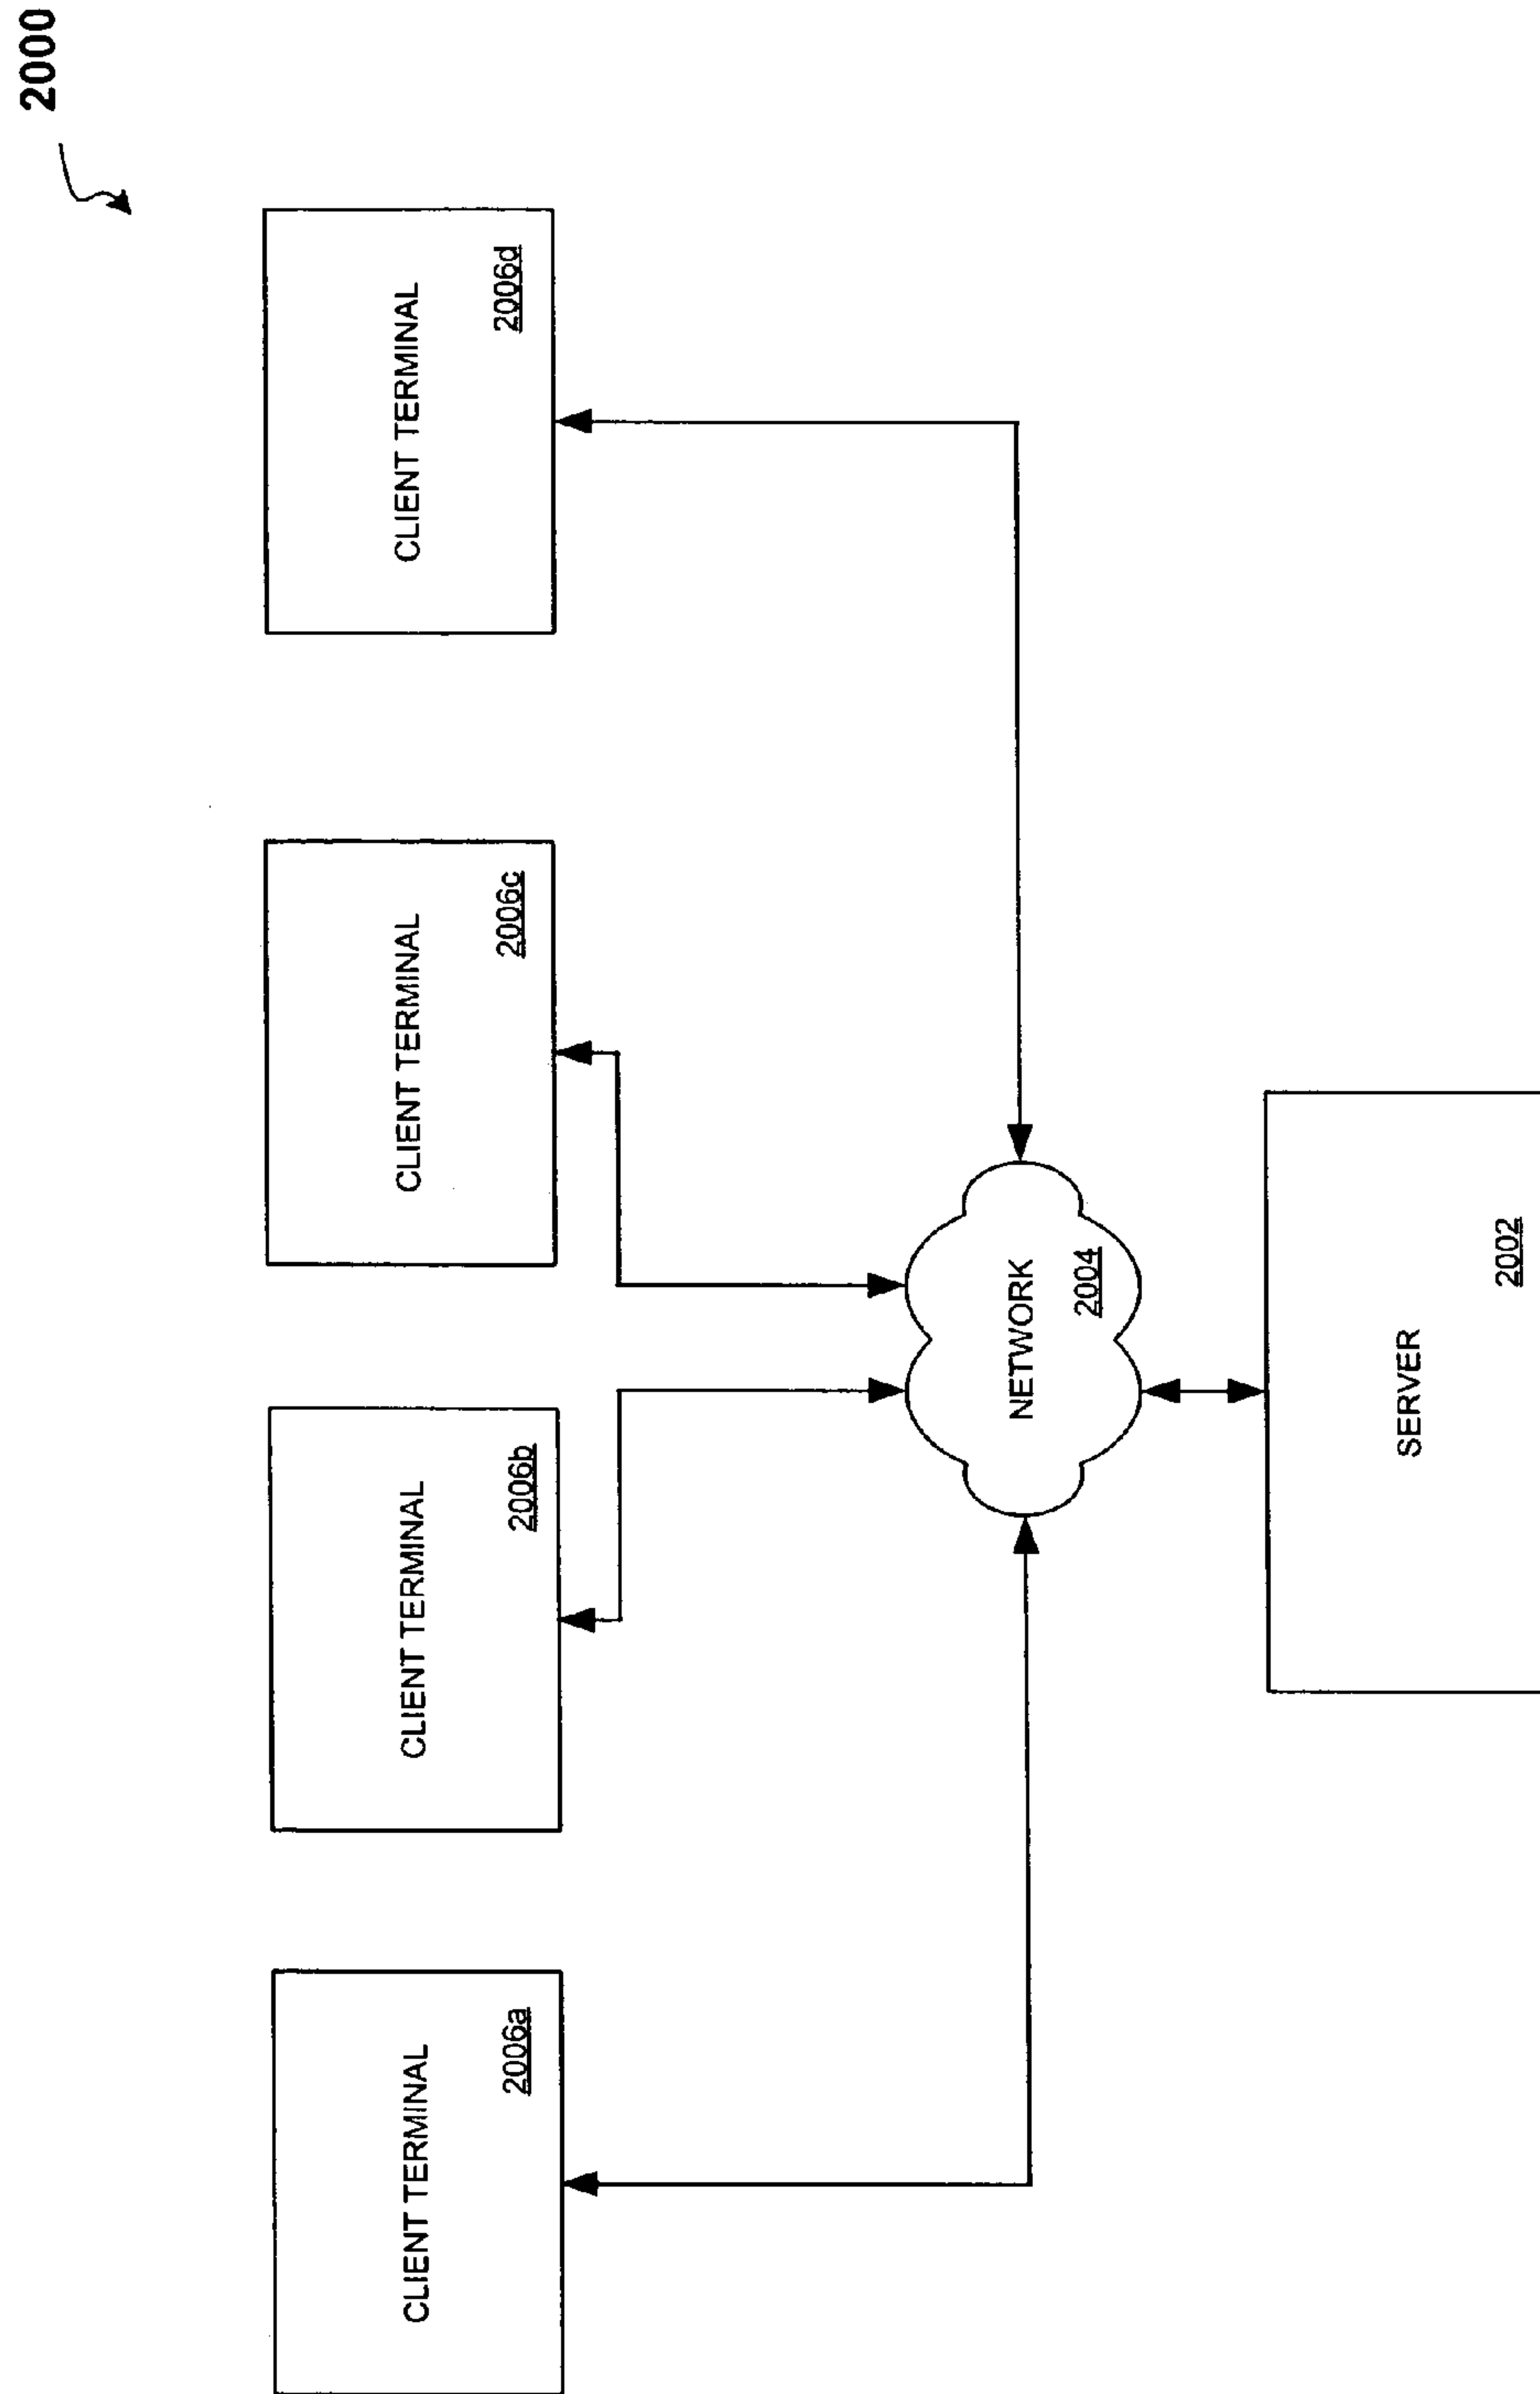 2000
CLIENT TERMINAL
2006a
CLIENT TERMINAL
2006b
CLIENT TERMINAL
2006c
CLIENT TERMINAL
2006d
NETWORK
2004
SERVER
2002